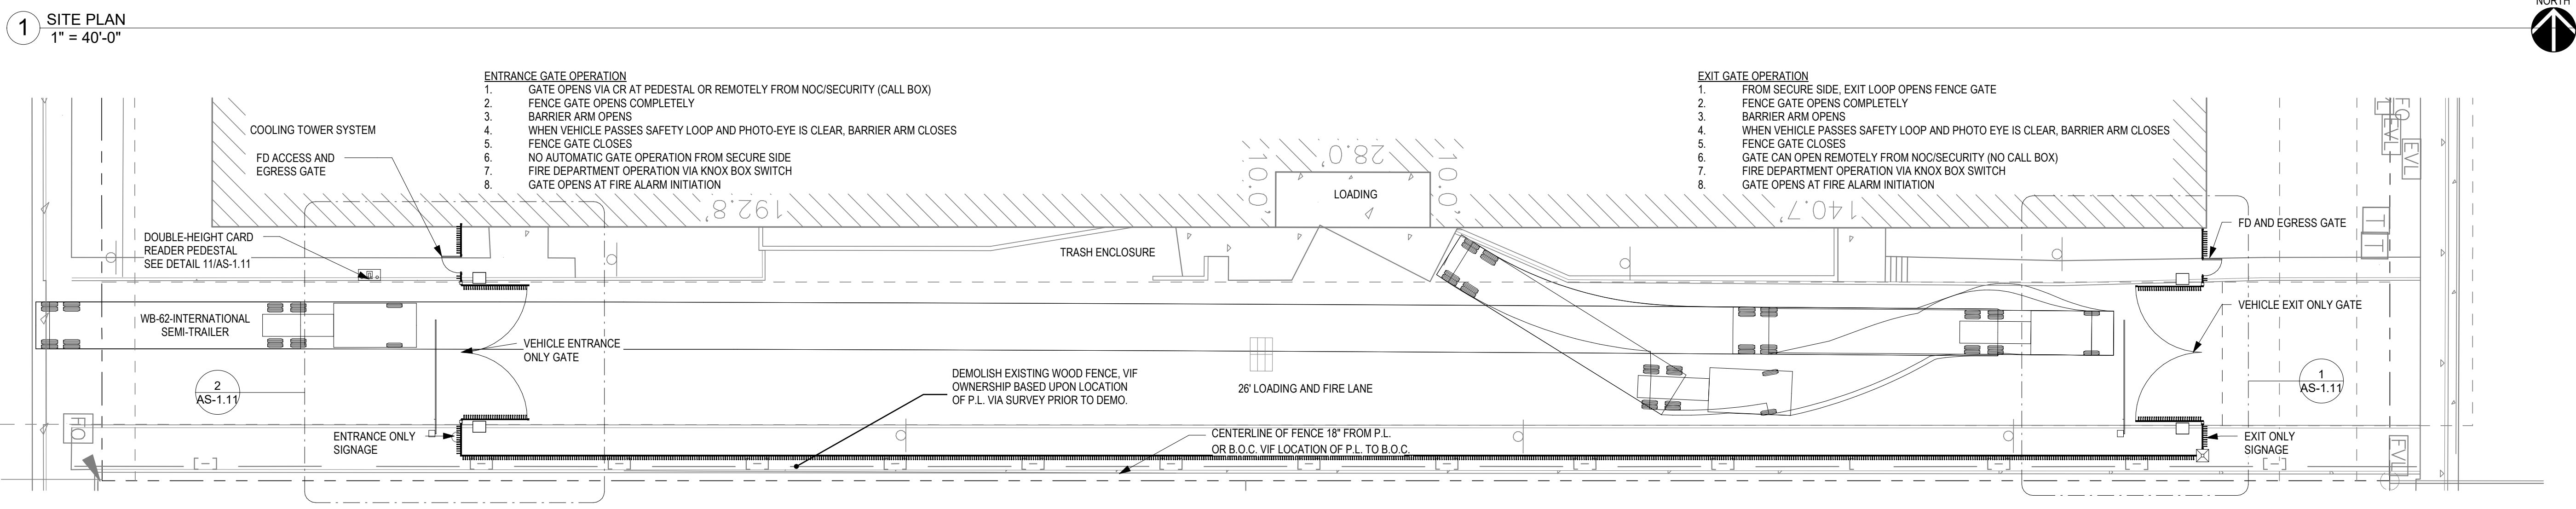 1
SITE PLAN
1" = 40'-0"
NORTH
ENTRANCE GATE OPERATION
1. GATE OPENS VIA CR AT PEDESTAL OR REMOTELY FROM NOC/SECURITY (CALL BOX)
2. FENCE GATE OPENS COMPLETELY
3. BARRIER ARM OPENS
4. WHEN VEHICLE PASSES SAFETY LOOP AND PHOTO-EYE IS CLEAR, BARRIER ARM CLOSES
5. FENCE GATE CLOSES
6. NO AUTOMATIC GATE OPERATION FROM SECURE SIDE
7. FIRE DEPARTMENT OPERATION VIA KNOX BOX SWITCH
8. GATE OPENS AT FIRE ALARM INITIATION
EXIT GATE OPERATION
1. FROM SECURE SIDE, EXIT LOOP OPENS FENCE GATE
2. FENCE GATE OPENS COMPLETELY
3. BARRIER ARM OPENS
4. WHEN VEHICLE PASSES SAFETY LOOP AND PHOTO EYE IS CLEAR, BARRIER ARM CLOSES
5. FENCE GATE CLOSES
6. GATE CAN OPEN REMOTELY FROM NOC/SECURITY (NO CALL BOX)
7. FIRE DEPARTMENT OPERATION VIA KNOX BOX SWITCH
8. GATE OPENS AT FIRE ALARM INITIATION
COOLING TOWER SYSTEM
FD ACCESS AND
EGRESS GATE
192.8'
10.0'
28.0'
10.0'
LOADING
140.7'
EVL
EVL
T
T
FD AND EGRESS GATE
DOUBLE-HEIGHT CARD
READER PEDESTAL
SEE DETAIL 11/AS-1.11
TRASH ENCLOSURE
WB-62-INTERNATIONAL
SEMI-TRAILER
VEHICLE ENTRANCE
ONLY GATE
VEHICLE EXIT ONLY GATE
2
AS-1.11
DEMOLISH EXISTING WOOD FENCE, VIF
OWNERSHIP BASED UPON LOCATION
OF P.L. VIA SURVEY PRIOR TO DEMO.
26' LOADING AND FIRE LANE
1
AS-1.11
FO
ENTRANCE ONLY
SIGNAGE
CENTERLINE OF FENCE 18" FROM P.L.
OR B.O.C. VIF LOCATION OF P.L. TO B.O.C.
EXIT ONLY
SIGNAGE
EVL